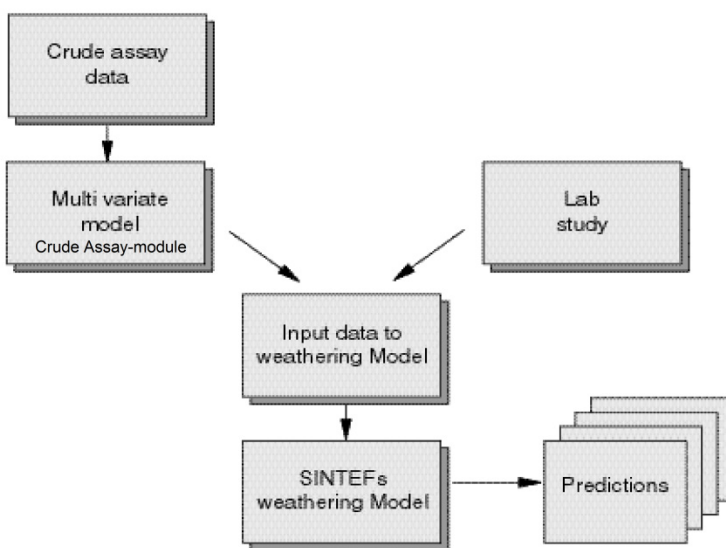 Crude assay
data
Multi variate
model
Crude Assay-module
Lab
study
Input data to
weathering Model
SINTEFs
weathering Model
Predictions